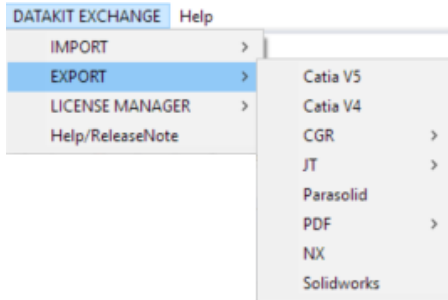 DATAKIT EXCHANGE Help
IMPORT
EXPORT
LICENSE MANAGER
Help/ReleaseNote
Catia V5
Catia V4
CGR
JT
Parasolid
PDF
NX
Solidworks